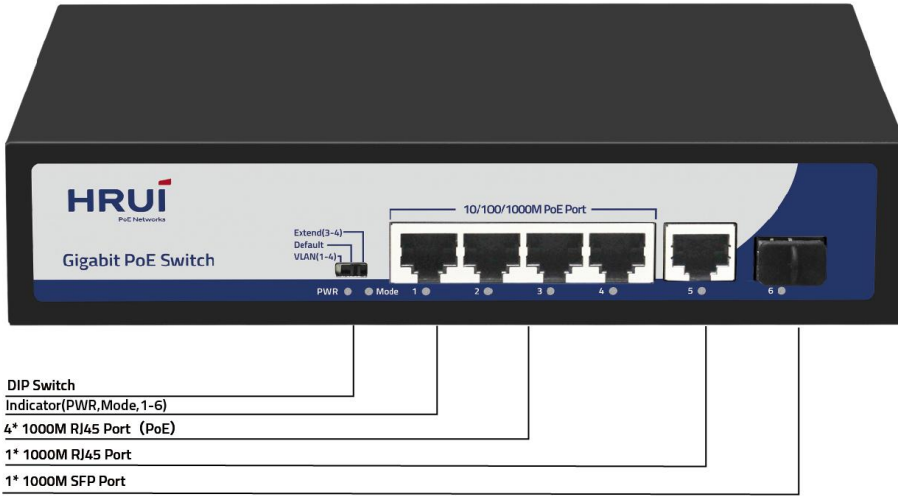 HRUI
PoE Networks
Gigabit PoE Switch
10/100/1000M PoE Port
Extend(3-4)
Default
VLAN(1-4)
PWR Mode 1 2 3 4 5 6
DIP Switch
Indicator(PWR,Mode,1-6)
4* 1000M RJ45 Port (PoE)
1* 1000M RJ45 Port
1* 1000M SFP Port